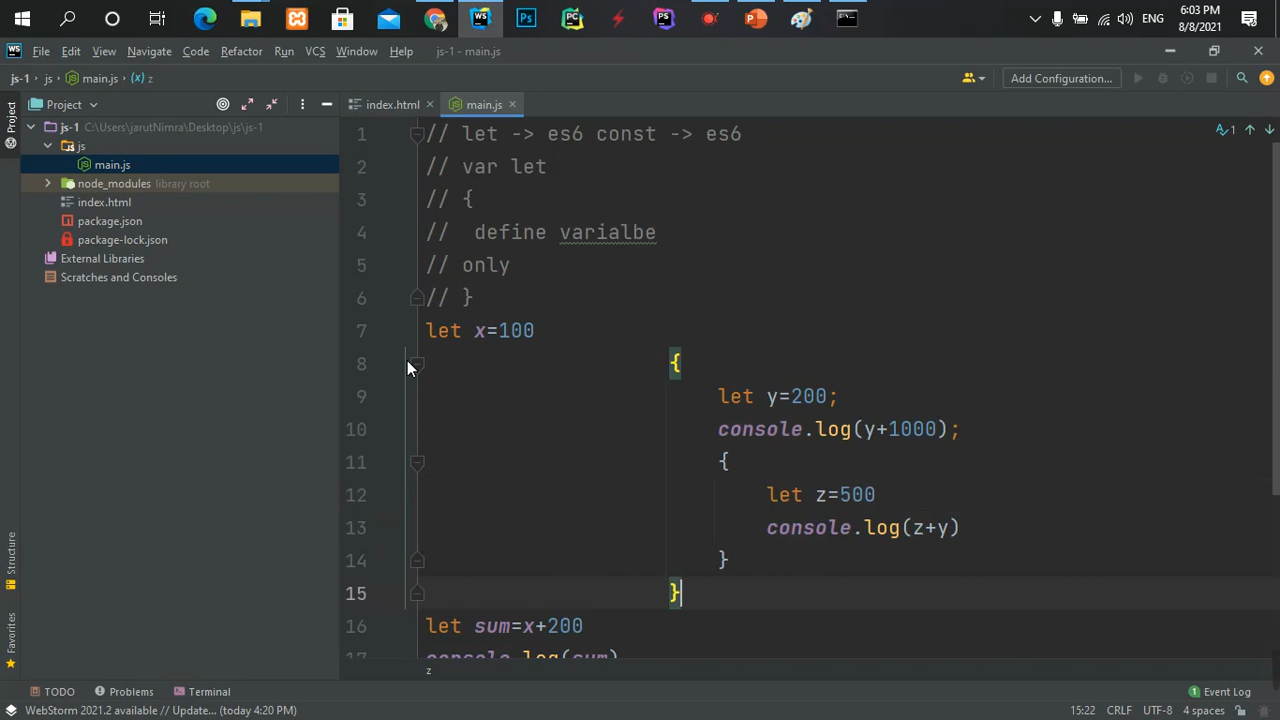 ENG
6:03 PM
8/8/2021
File Edit View Navigate Code Refactor Run VCS Window Help js-1 - main.js
js-1 js main.js z Add Configuration...
Project
index.html
main.js
js-1 C:\Users\jarutNimra\Desktop\js\js-1
js
main.js
node_modules library root
index.html
package.json
package-lock.json
External Libraries
Scratches and Consoles
Project
Structure
Favorites
1 // let -> es6 const -> es6
2 // var let
3 // {
4 //  define varialbe
5 // only
6 // }
7 let x=100
8 {
9 let y=200;
10 console.log(y+1000);
11 {
12 let z=500
13 console.log(z+y)
14 }
15 }
16 let sum=x+200
17 console.log(sum)
1
z
TODO Problems Terminal 1 Event Log
WebStorm 2021.2 available // Update... (today 4:20 PM) 15:22 CRLF UTF-8 4 spaces